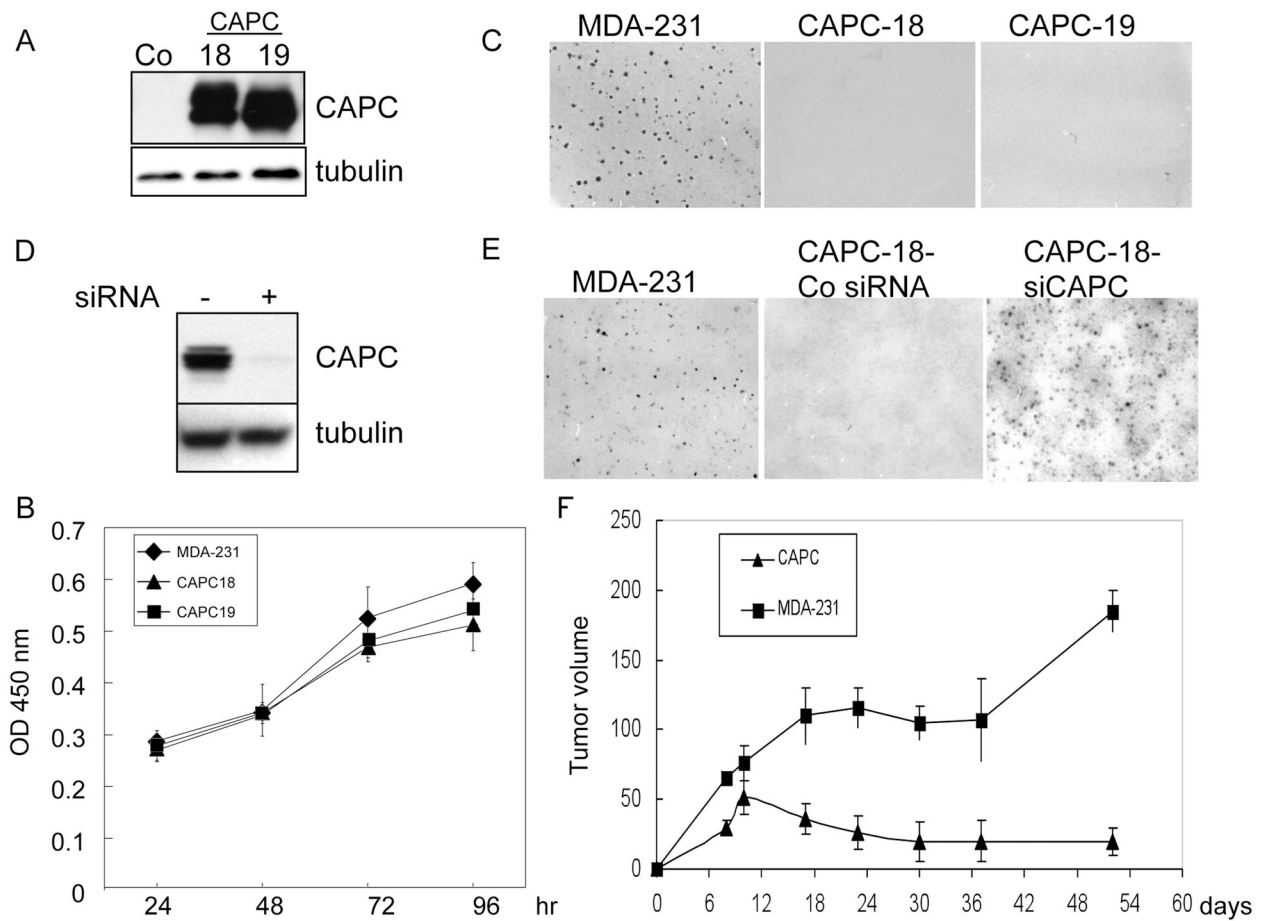 A
CAPC
Co 18 19
CAPC
tubulin
C
MDA-231 CAPC-18 CAPC-19
D
siRNA - +
CAPC
tubulin
E
MDA-231
CAPC-18-
Co siRNA
CAPC-18-
siCAPC
B
0.7
0.6
0.5
0.4
0.3
0.2
0.1
0
OD 450 nm
MDA-231
CAPC18
CAPC19
24 48 72 96 hr
F
250
200
150
100
50
0
Tumor volume
CAPC
MDA-231
0 6 12 18 24 30 36 42 48 54 60 days